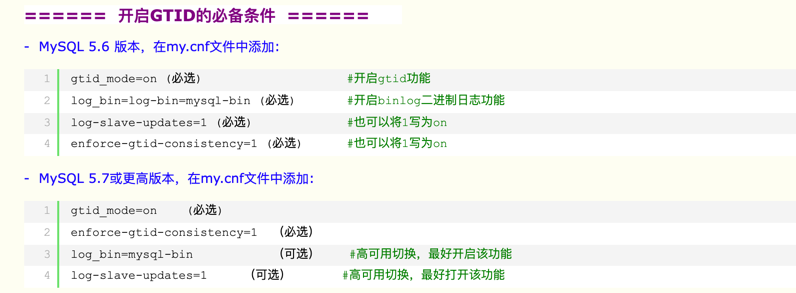 ====== 开启GTID的必备条件 ======
- MySQL 5.6 版本，在my.cnf文件中添加：
1 gtid_mode=on (必选) #开启gtid功能
2 log_bin=log-bin=mysql-bin (必选) #开启binlog二进制日志功能
3 log-slave-updates=1 (必选) #也可以将1写为on
4 enforce-gtid-consistency=1 (必选) #也可以将1写为on
- MySQL 5.7或更高版本，在my.cnf文件中添加：
1 gtid_mode=on (必选)
2 enforce-gtid-consistency=1 （必选）
3 log_bin=mysql-bin （可选） #高可用切换，最好开启该功能
4 log-slave-updates=1 （可选） #高可用切换，最好打开该功能